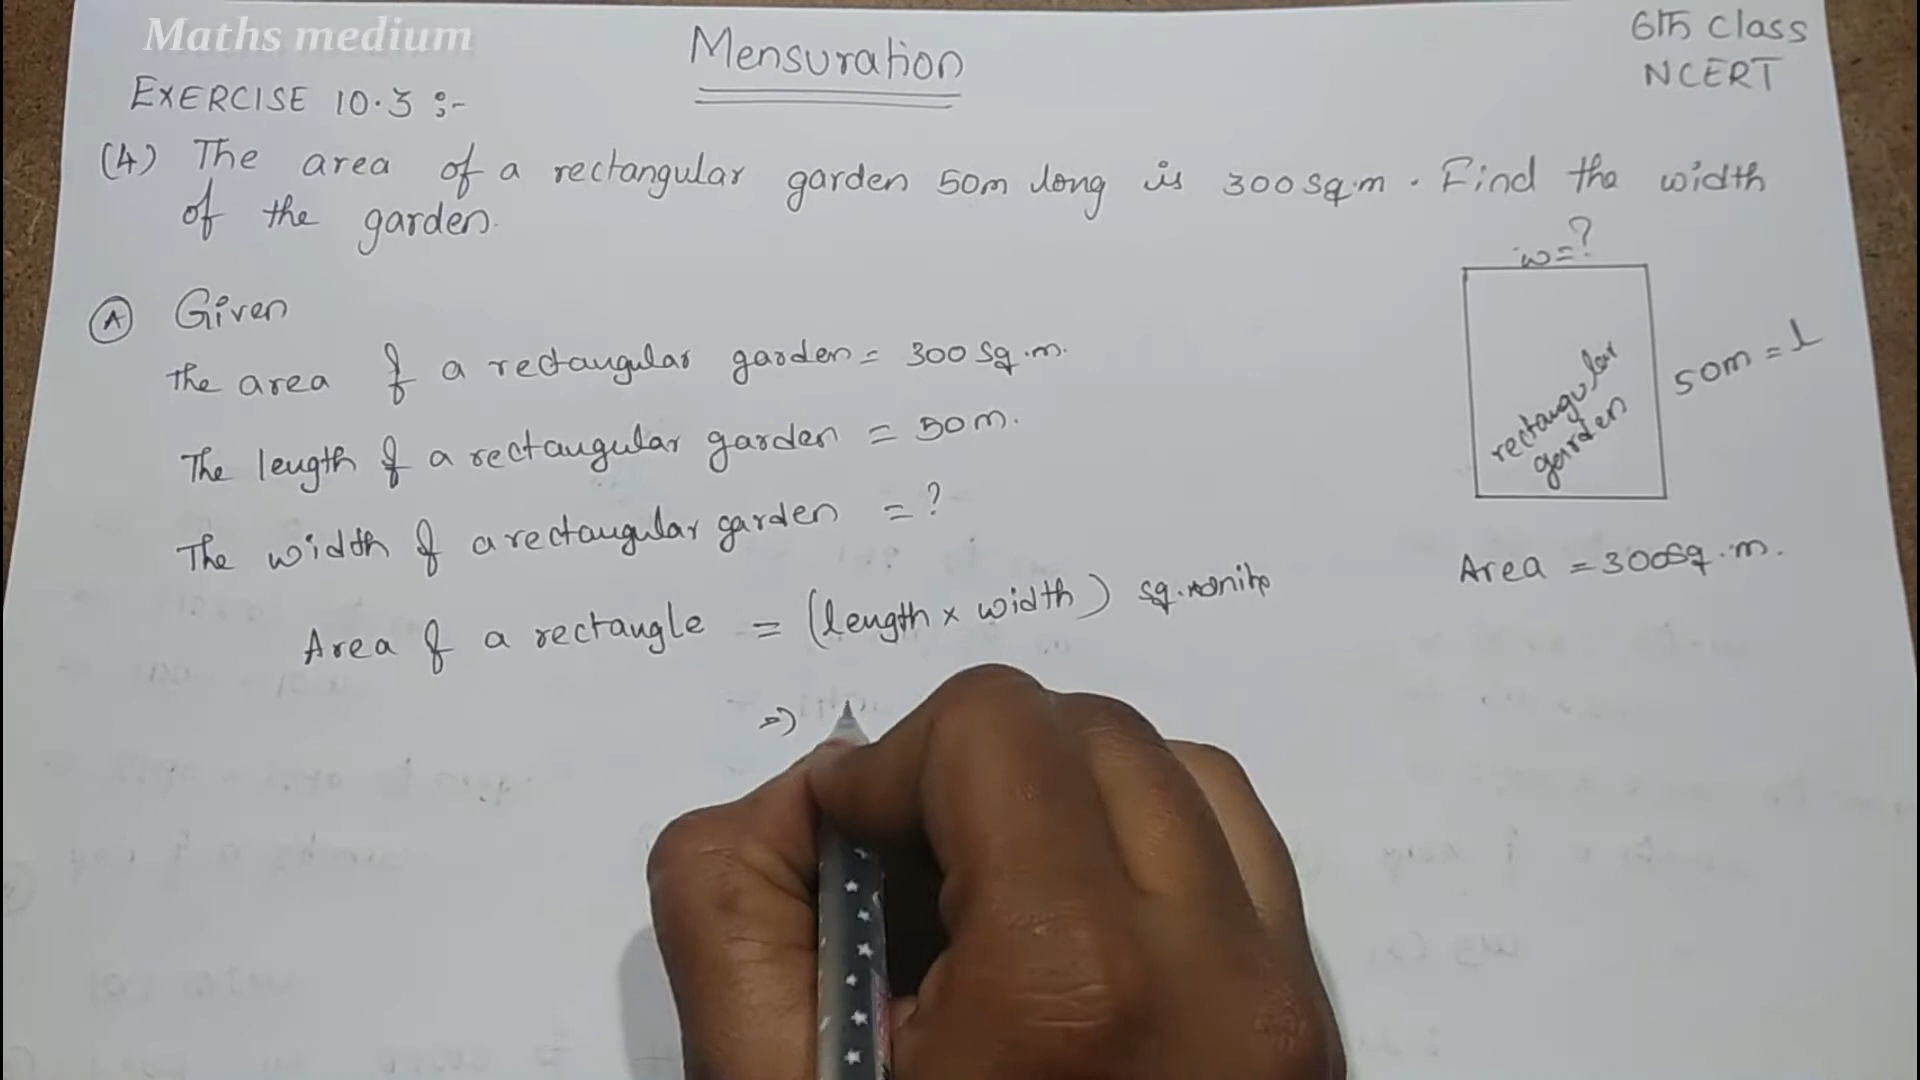 Maths medium
Mensuration
6th Class
NCERT
EXERCISE 10.3 :-
(4) The area of a rectangular garden 50m long is 300 sq.m. Find the width
of the garden.
w=?
rectangular
garden
50m = l
Area = 300sq.m.
(A) Given
The area of a rectangular garden = 300 sq.m.
The length of a rectangular garden = 50m.
The width of a rectangular garden = ?
Area of a rectangle = (length × width) sq.
⇒